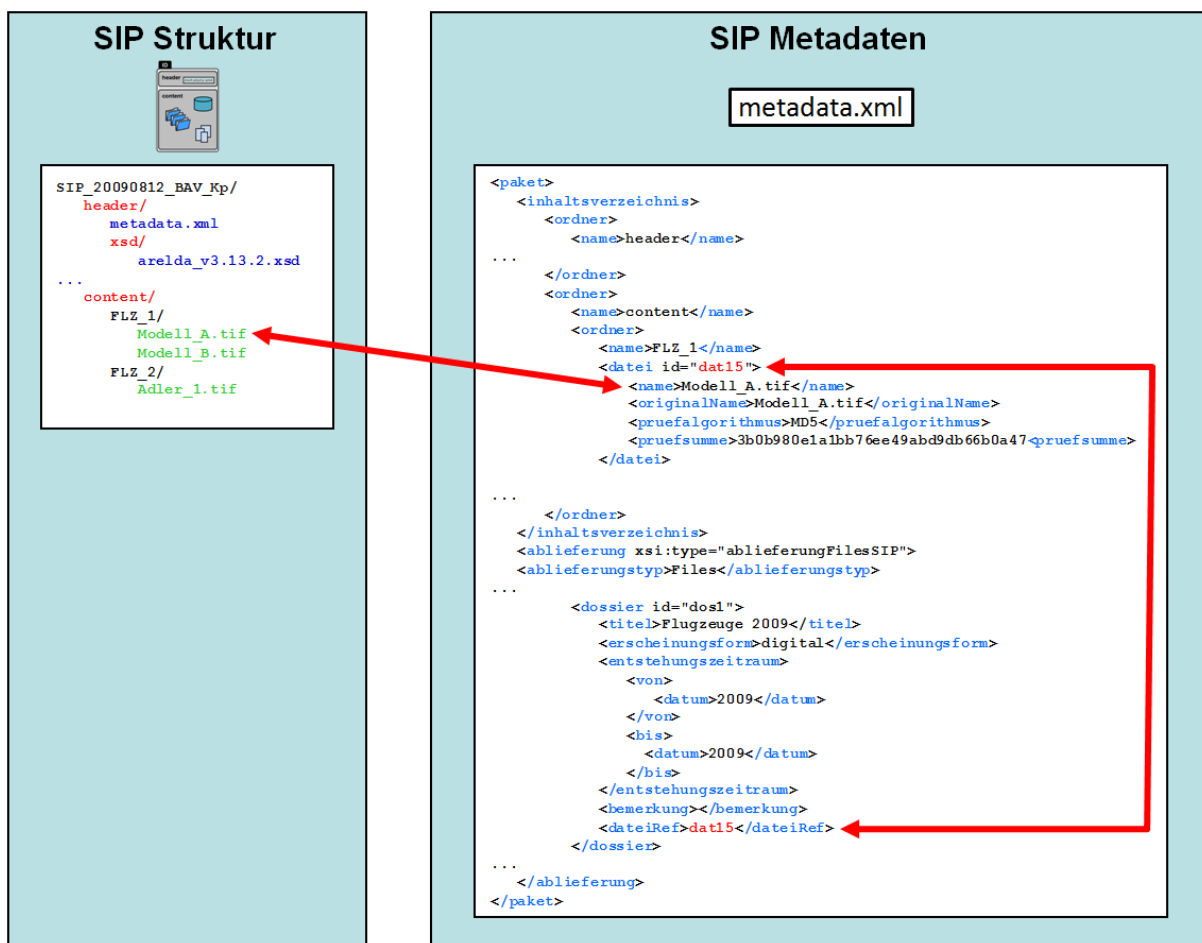 SIP Struktur
ID
header
content
SIP_20090812_BAV_Kp/
header/
metadata.xml
xsd/
arelda_v3.13.2.xsd
...
content/
FLZ_1/
Modell_A.tif
Modell_B.tif
FLZ_2/
Adler_1.tif
SIP Metadaten
metadata.xml
<paket>
<inhaltsverzeichnis>
<ordner>
<name>header</name>
...
</ordner>
<ordner>
<name>content</name>
<ordner>
<name>FLZ_1</name>
<datei id="dat15">
<name>Modell_A.tif</name>
<originalName>Modell_A.tif</originalName>
<pruefalgorithmus>MD5</pruefalgorithmus>
<pruefsumme>3b0b980e1a1bb76ee49abd9db66b0a47<pruefsumme>
</datei>
...
</ordner>
</inhaltsverzeichnis>
<ablieferung xsi:type="ablieferungFilesSIP">
<ablieferungstyp>Files</ablieferungstyp>
...
<dossier id="dos1">
<titel>Flugzeuge 2009</titel>
<erscheinungsform>digital</erscheinungsform>
<entstehungszeitraum>
<von>
<datum>2009</datum>
</von>
<bis>
<datum>2009</datum>
</bis>
</entstehungszeitraum>
<bemerkung></bemerkung>
<dateiRef>dat15</dateiRef>
</dossier>
...
</ablieferung>
</paket>